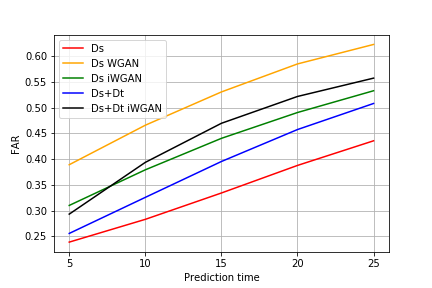 0.60
0.55
0.50
0.45
0.40
0.35
0.30
0.25
FAR
Ds
Ds WGAN
Ds iWGAN
Ds+Dt
Ds+Dt iWGAN
5 10 15 20 25
Prediction time